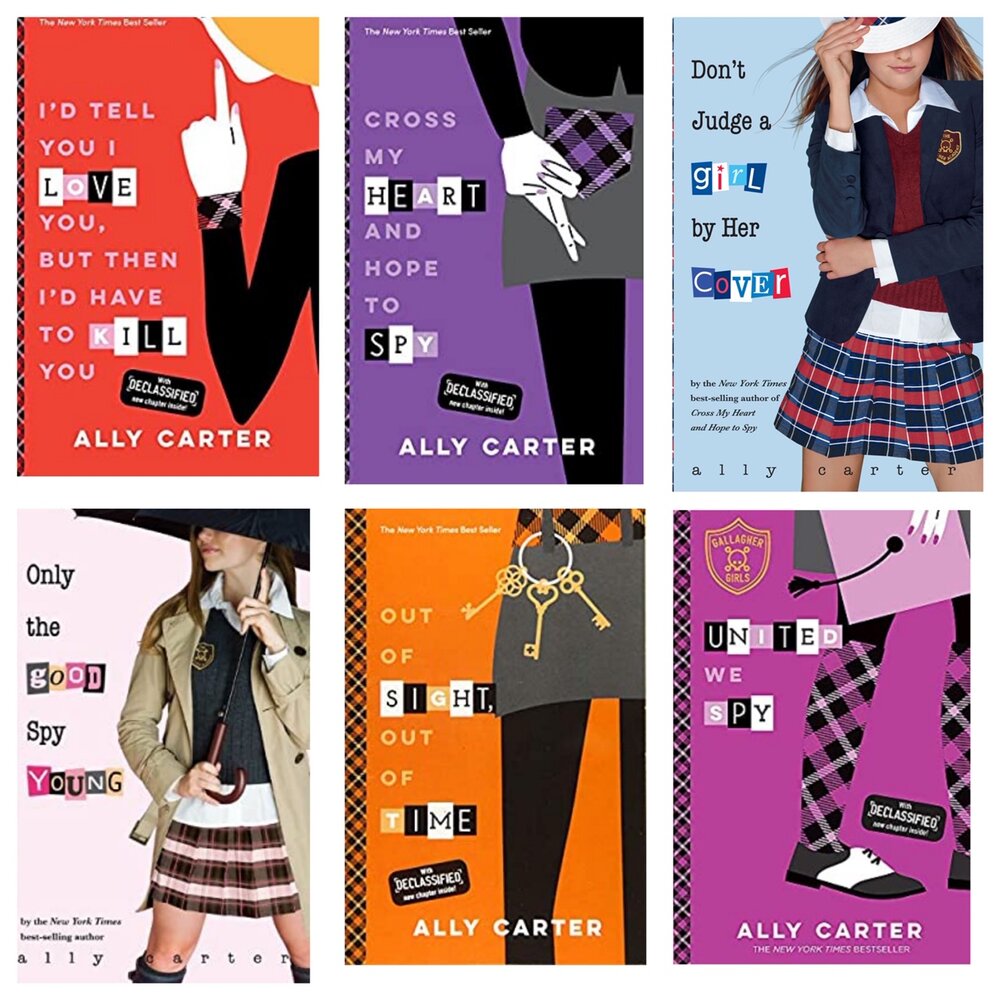 The New York Times Best Seller
I'D TELL
YOU I
LOVE
YOU,
BUT THEN
I'D HAVE
TO KILL
YOU
With
DECLASSIFIED
new chapter inside!
ALLY CARTER
The New York Times Best Seller
CROSS
MY
HEART
AND
HOPE
TO
SPY
With
DECLASSIFIED
new chapter inside!
ALLY CARTER
Don't
Judge a
girL
by Her
Cover
by the New York Times
best-selling author of
Cross My Heart
and Hope to Spy
ally carter
Only
the
gooD
Spy
YOUNG
by the New York Times
best-selling author
ally carter
The New York Times Best Seller
OUT
OF
SIGHT,
OUT
OF
TIME
With
DECLASSIFIED
new chapter inside!
ALLY CARTER
GALLAGHER
GIRLS
UNITED
WE
SPY
With
DECLASSIFIED
new chapter inside!
ALLY CARTER
THE NEW YORK TIMES BESTSELLER